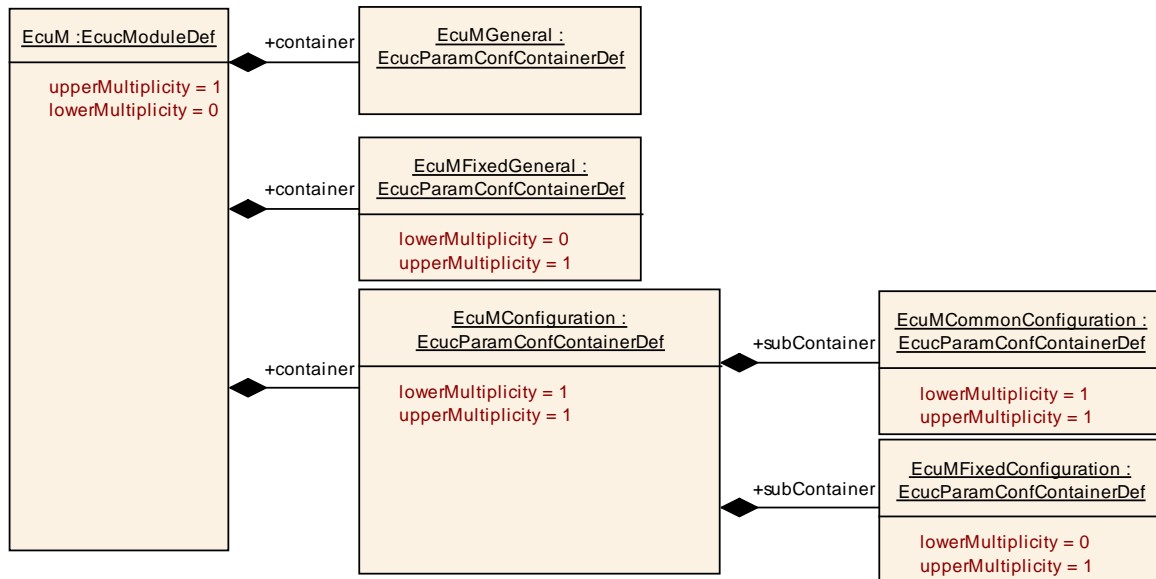 EcuM :EcucModuleDef
upperMultiplicity = 1
lowerMultiplicity = 0
+container
EcuMGeneral :
EcucParamConfContainerDef
+container
EcuMFixedGeneral :
EcucParamConfContainerDef
lowerMultiplicity = 0
upperMultiplicity = 1
+container
EcuMConfiguration :
EcucParamConfContainerDef
lowerMultiplicity = 1
upperMultiplicity = 1
+subContainer
EcuMCommonConfiguration :
EcucParamConfContainerDef
lowerMultiplicity = 1
upperMultiplicity = 1
+subContainer
EcuMFixedConfiguration :
EcucParamConfContainerDef
lowerMultiplicity = 0
upperMultiplicity = 1